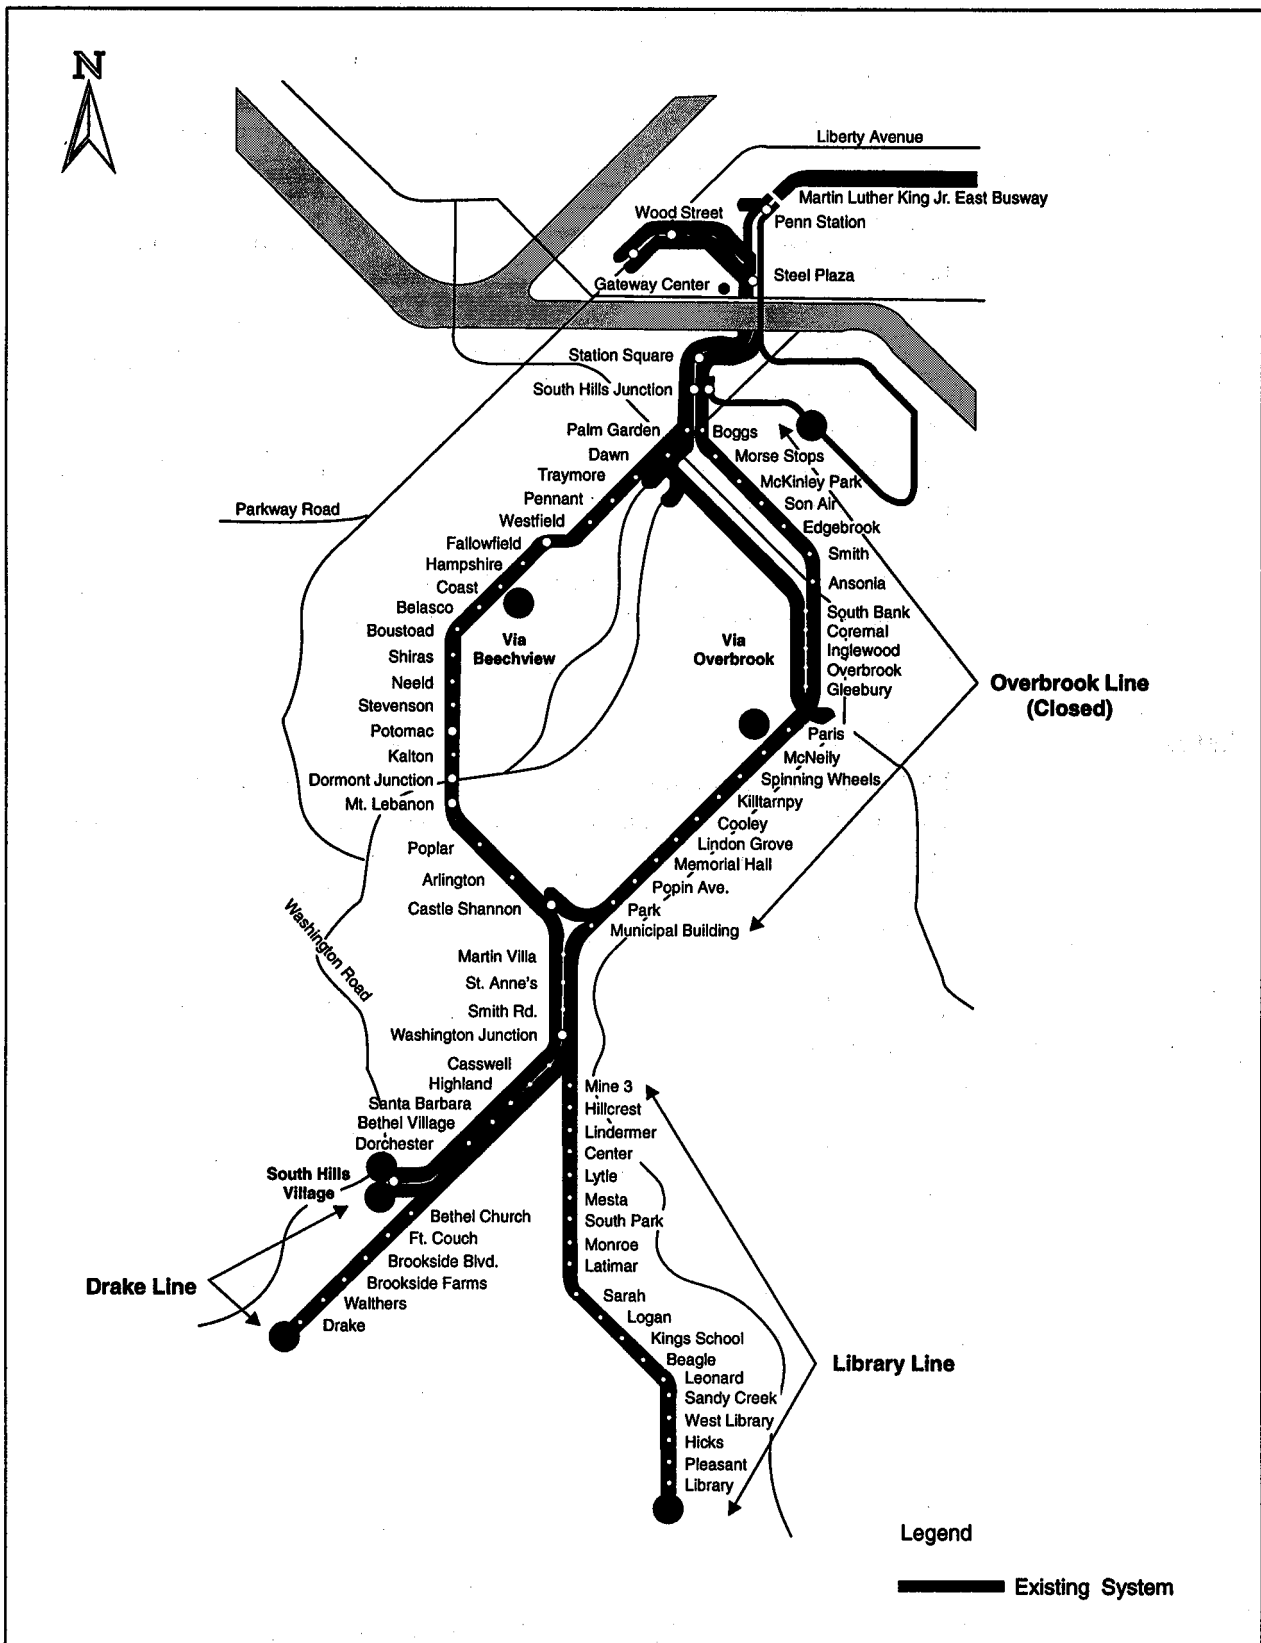 N
Liberty Avenue
Martin Luther King Jr. East Busway
Wood Street
Penn Station
Gateway Center
Steel Plaza
Station Square
South Hills Junction
Palm Garden
Boggs
Dawn
Morse Stops
Traymore
McKinley Park
Pennant
Son Air
Parkway Road
Westfield
Edgebrook
Fallowfield
Smith
Hampshire
Coast
Ansonia
Belasco
South Bank
Boustoad
Coremal
Via
Beechview
Via
Overbrook
Inglewood
Shiras
Overbrook
Neeld
Gleebury
Overbrook Line
(Closed)
Stevenson
Potomac
Paris
Kalton
McNeily
Dormont Junction
Spinning Wheels
Mt. Lebanon
Killtarnpy
Cooley
Poplar
Lindon Grove
Memorial Hall
Arlington
Popin Ave.
Castle Shannon
Park
Municipal Building
Washington Road
Martin Villa
St. Anne's
Smith Rd.
Washington Junction
Casswell
Highland
Mine 3
Santa Barbara
Hillcrest
Bethel Village
Lindermer
Dorchester
Center
South Hills
Village
Lytle
Mesta
Bethel Church
South Park
Ft. Couch
Monroe
Brookside Blvd.
Latimar
Drake Line
Brookside Farms
Walthers
Sarah
Drake
Logan
Kings School
Beagle
Library Line
Leonard
Sandy Creek
West Library
Hicks
Pleasant
Library
Legend
Existing System